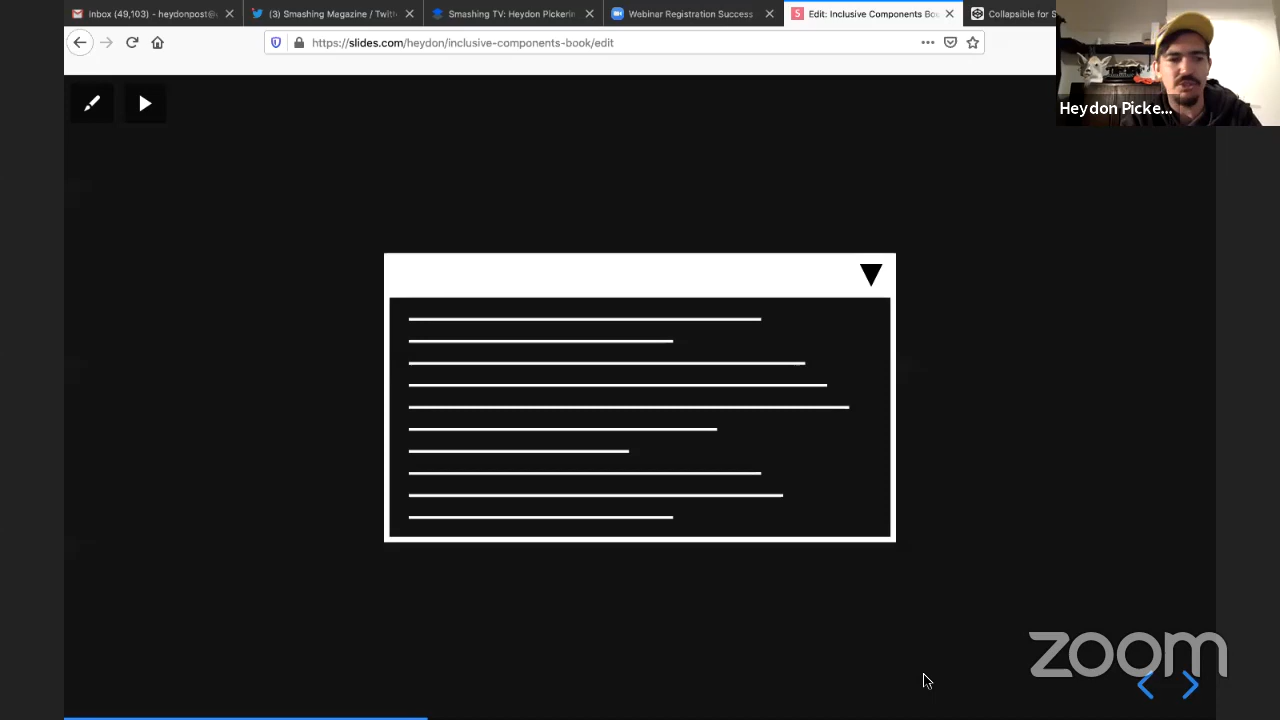 Inbox (49,103) - heydonpost@
(3) Smashing Magazine / Twitt
Smashing TV: Heydon Pickerin
Webinar Registration Success
Edit: Inclusive Components Bo
Collapsible for S
https://slides.com/heydon/inclusive-components-book/edit
Heydon Picke...
zoom